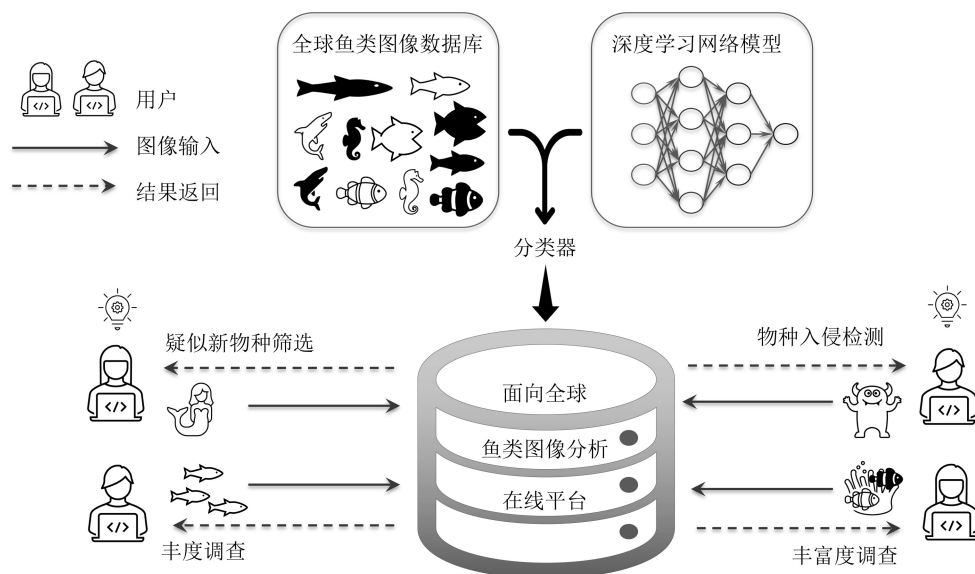 全球鱼类图像数据库
深度学习网络模型
</> </>
用户
图像输入
结果返回
分类器
疑似新物种筛选
物种入侵检测
</>
</>
面向全球
鱼类图像分析
在线平台
</>
</>
丰度调查
丰富度调查